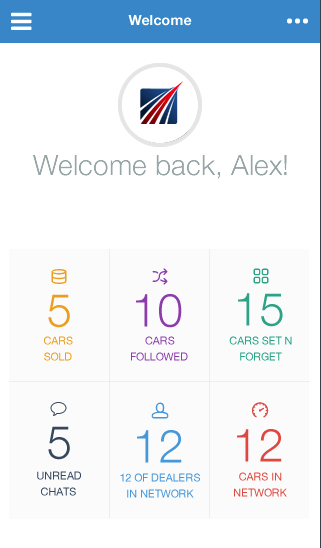 Welcome
Welcome back, Alex!
5
CARS
SOLD
10
CARS
FOLLOWED
15
CARS SET N
FORGET
5
UNREAD
CHATS
12
12 OF DEALERS
IN NETWORK
12
CARS IN
NETWORK